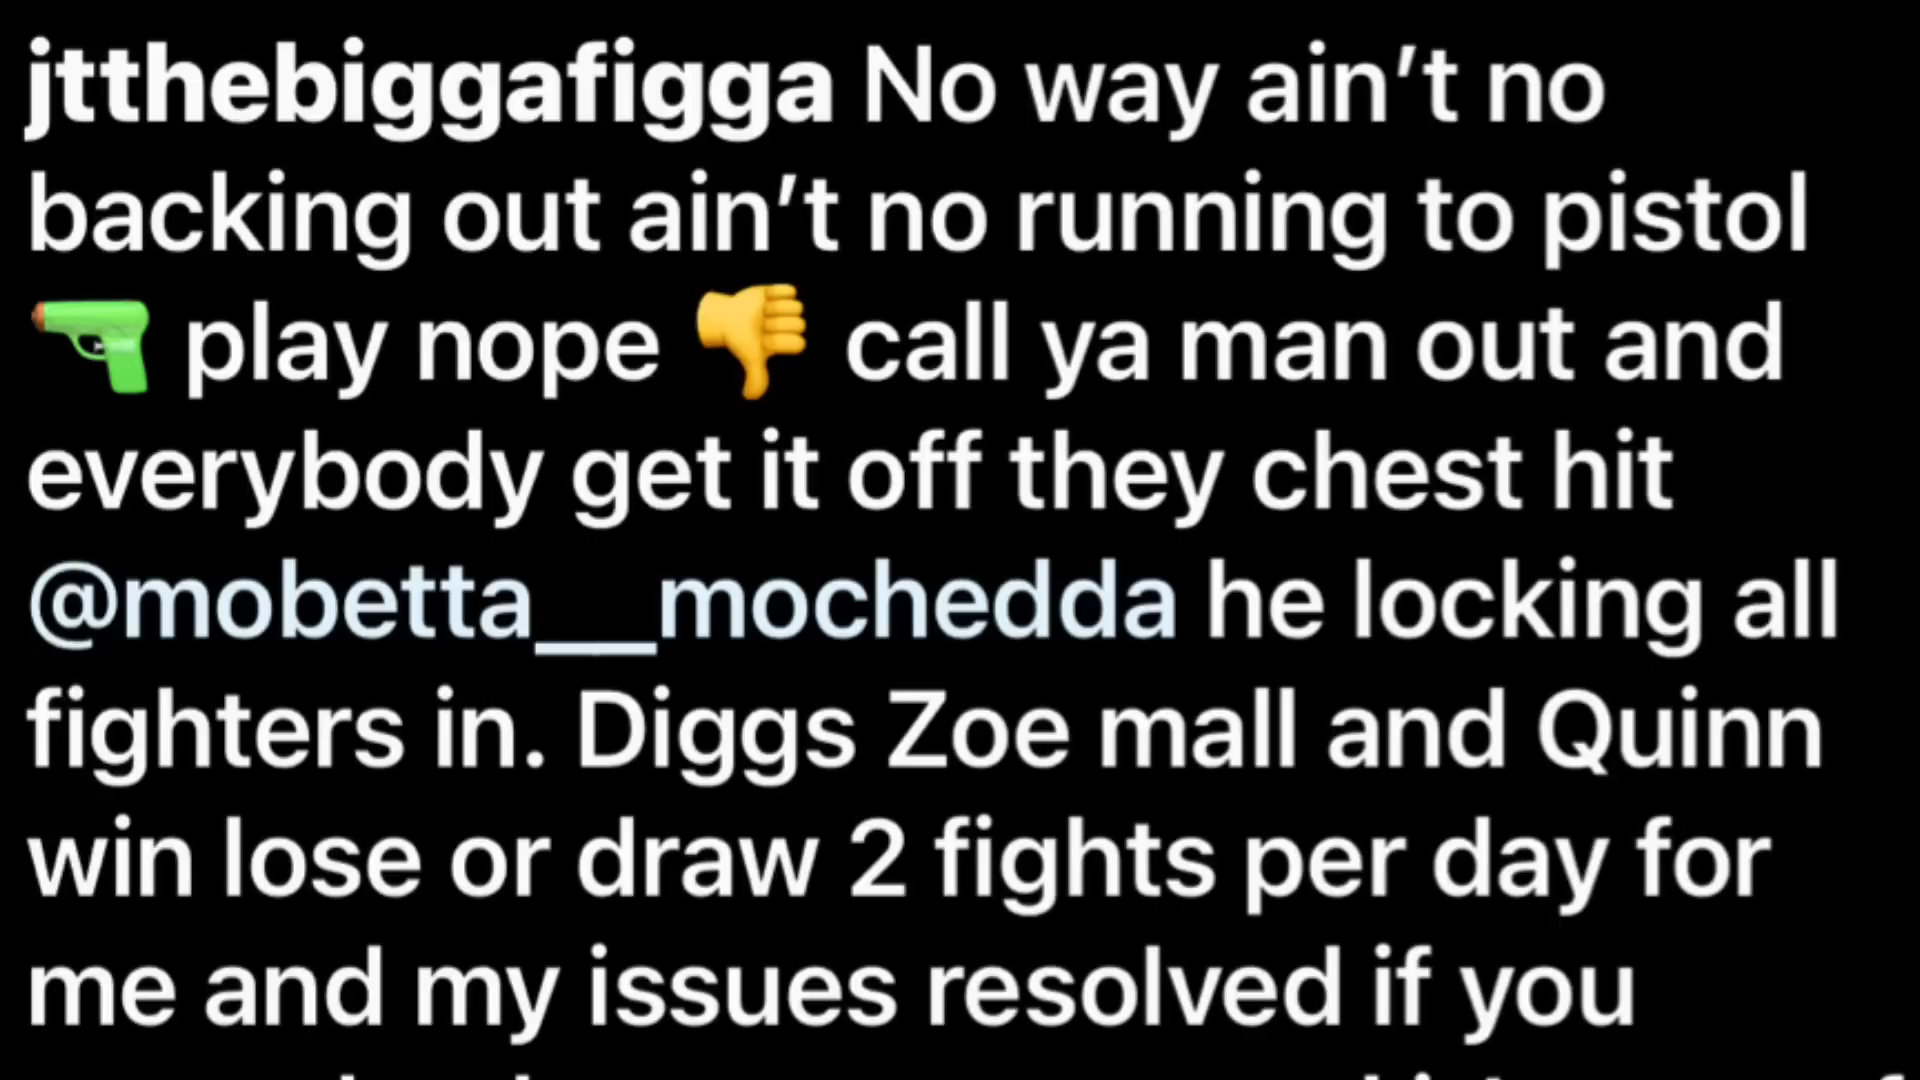 jtthebiggafigga No way ain’t no
backing out ain’t no running to pistol
🔫 play nope 👎 call ya man out and
everybody get it off they chest hit
@mobetta__mochedda he locking all
fighters in. Diggs Zoe mall and Quinn
win lose or draw 2 fights per day for
me and my issues resolved if you